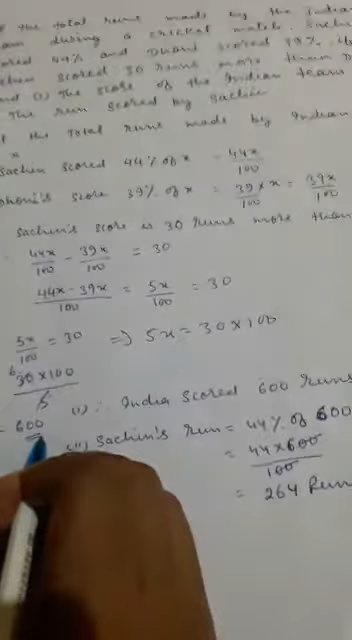 the total runs made by the Indian
during a cricket match. Sachin
scored 44% and Dhoni scored 39%. If
Sachin scored 30 runs more than
(i) The score of the Indian team
The run scored by Sachin
the total runs made by Indian
x
Sachin scored 44% of x = 44x/100
Dhoni's score 39% of x = 39×x/100 = 39x/100
Sachin's score is 30 runs more than
44x/100 - 39x/100 = 30
44x-39x/100 = 5x/100 = 30
5x/100 = 30 => 5x = 30×100
30×100/5
= 600
(i) ∴ India scored 600 runs
(ii) Sachin's run = 44% of 600
= 44×600/100
= 264 Run